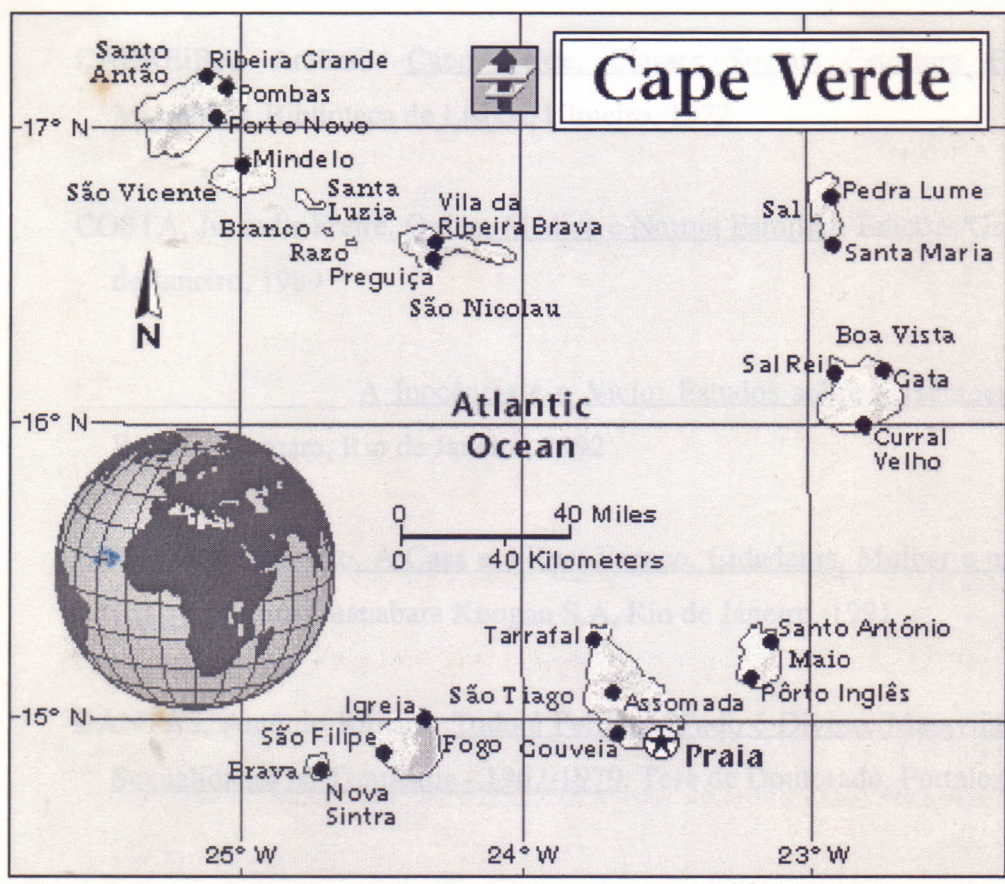 Cape Verde
Santo
Antão
Ribeira Grande
Pombas
Porto Novo
17° N
Mindelo
São Vicente
Santa
Luzia
Branco
Razo
Vila da
Ribeira Brava
Preguiça
São Nicolau
N
Pedra Lume
Sal
Santa Maria
Boa Vista
Sal Rei
Gata
Curral
Velho
16° N
Atlantic
Ocean
0 40 Miles
0 40 Kilometers
Tarrafal
São Tiago
Assomada
Gouveia
Praia
Santo Antônio
Maio
Pôrto Inglês
15° N
Igreja
São Filipe
Fogo
Brava
Nova
Sintra
25° W
24° W
23° W